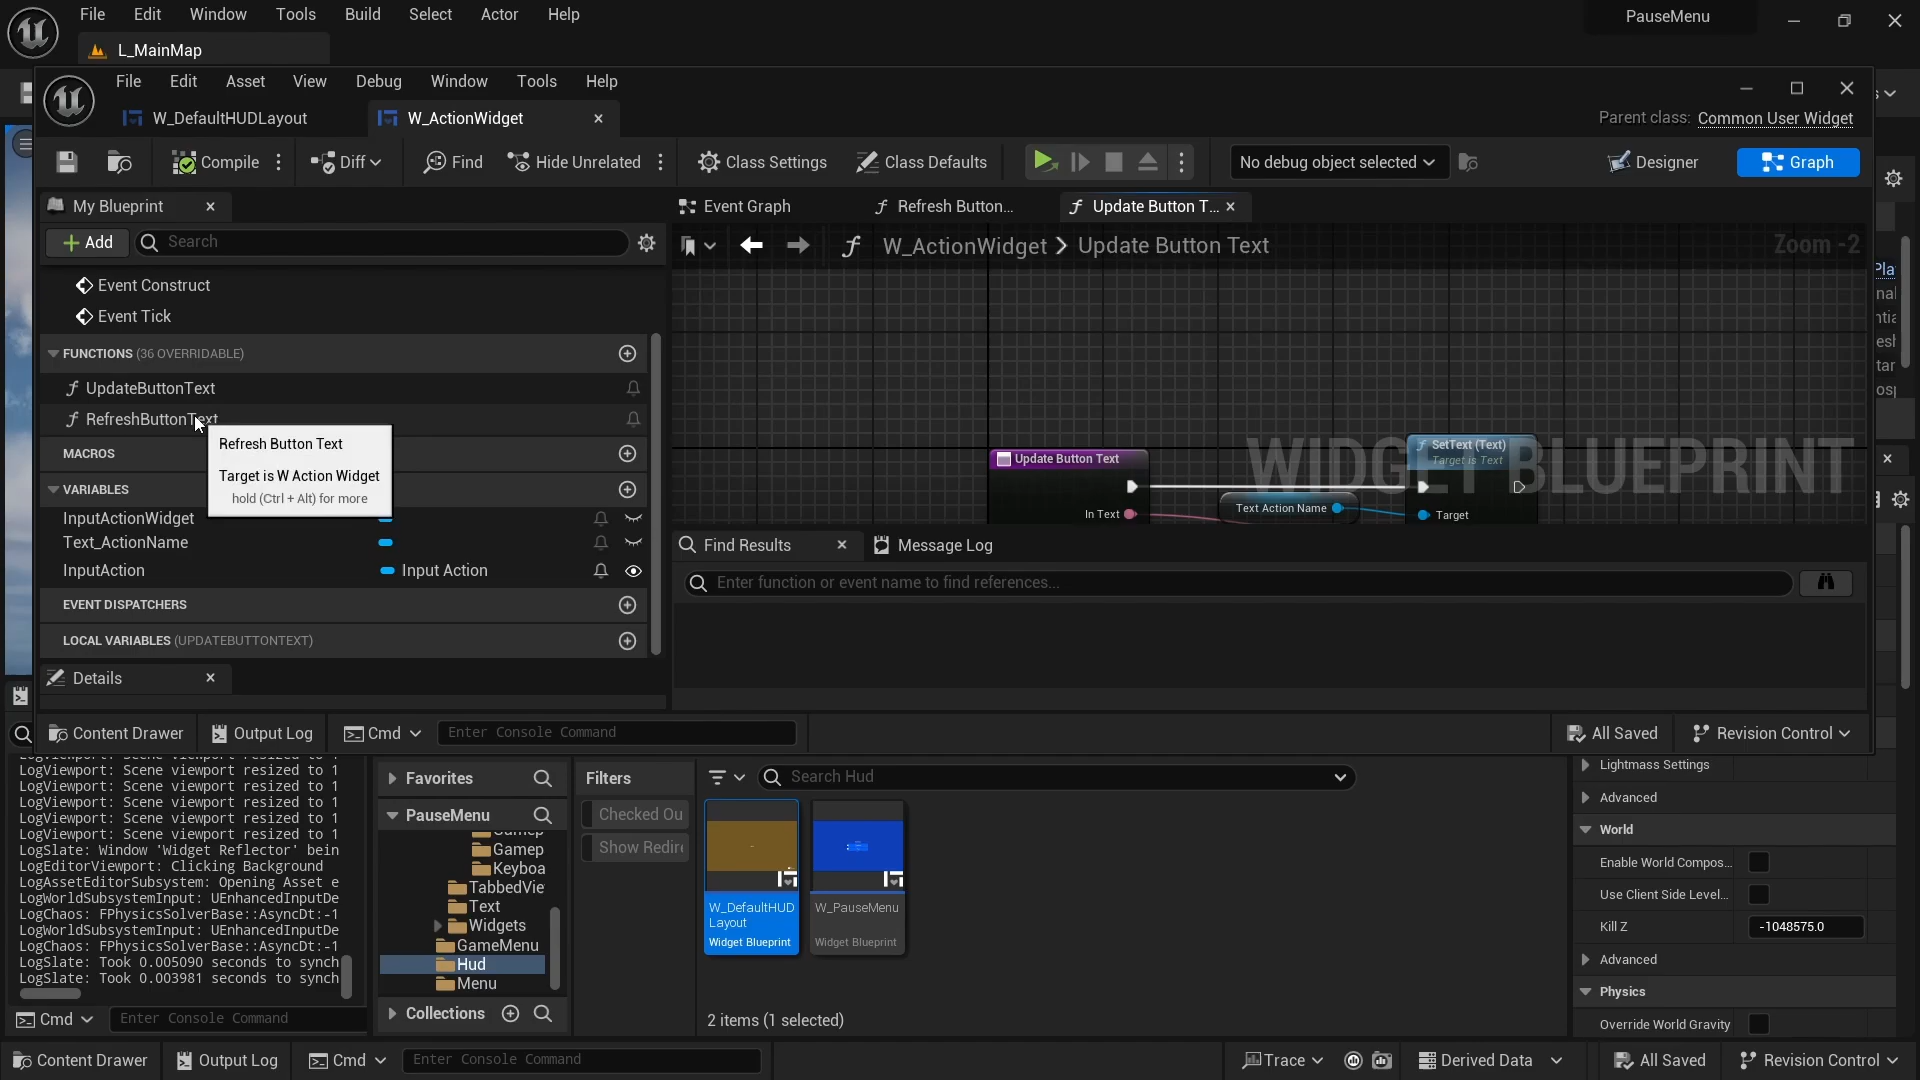 File Edit Window Tools Build Select Actor Help
PauseMenu
L_MainMap
File Edit Asset View Debug Window Tools Help
W_DefaultHUDLayout
W_ActionWidget
Parent class: Common User Widget
Compile
Diff
Find
Hide Unrelated
Class Settings
Class Defaults
No debug object selected
Designer
Graph
My Blueprint
Event Graph
Refresh Button...
Update Button T...
Add
Search
W_ActionWidget > Update Button Text
Zoom -2
Event Construct
Event Tick
FUNCTIONS (36 OVERRIDABLE)
UpdateButtonText
RefreshButtonText
Refresh Button Text
Target is W Action Widget
hold (Ctrl + Alt) for more
MACROS
VARIABLES
InputActionWidget
Text_ActionName
InputAction
Input Action
EVENT DISPATCHERS
LOCAL VARIABLES (UPDATEBUTTONTEXT)
Details
WIDGET BLUEPRINT
Update Button Text
In Text
Text Action Name
SetText (Text)
Target is Text
Target
Find Results
Message Log
Enter function or event name to find references...
Content Drawer
Output Log
Cmd
Enter Console Command
All Saved
Revision Control
LogViewport: Scene viewport resized to 1
LogViewport: Scene viewport resized to 1
LogViewport: Scene viewport resized to 1
LogViewport: Scene viewport resized to 1
LogViewport: Scene viewport resized to 1
LogViewport: Scene viewport resized to 1
LogSlate: Window 'Widget Reflector' bein
LogEditorViewport: Clicking Background
LogAssetEditorSubsystem: Opening Asset e
LogWorldSubsystemInput: UEnhancedInputDe
LogChaos: FPhysicsSolverBase::AsyncDt:-1
LogWorldSubsystemInput: UEnhancedInputDe
LogChaos: FPhysicsSolverBase::AsyncDt:-1
LogSlate: Took 0.005090 seconds to synch
LogSlate: Took 0.003981 seconds to synch
Cmd
Enter Console Command
Favorites
PauseMenu
Gamep
Gamep
Keyboa
TabbedVie
Text
Widgets
GameMenu
Hud
Menu
Collections
Filters
Checked Ou
Show Redire
Search Hud
W_DefaultHUD
Layout
Widget Blueprint
W_PauseMenu
Widget Blueprint
2 items (1 selected)
Lightmass Settings
Advanced
World
Enable World Compos...
Use Client Side Level...
Kill Z
-1048575.0
Advanced
Physics
Override World Gravity
Content Drawer
Output Log
Cmd
Enter Console Command
Trace
Derived Data
All Saved
Revision Control